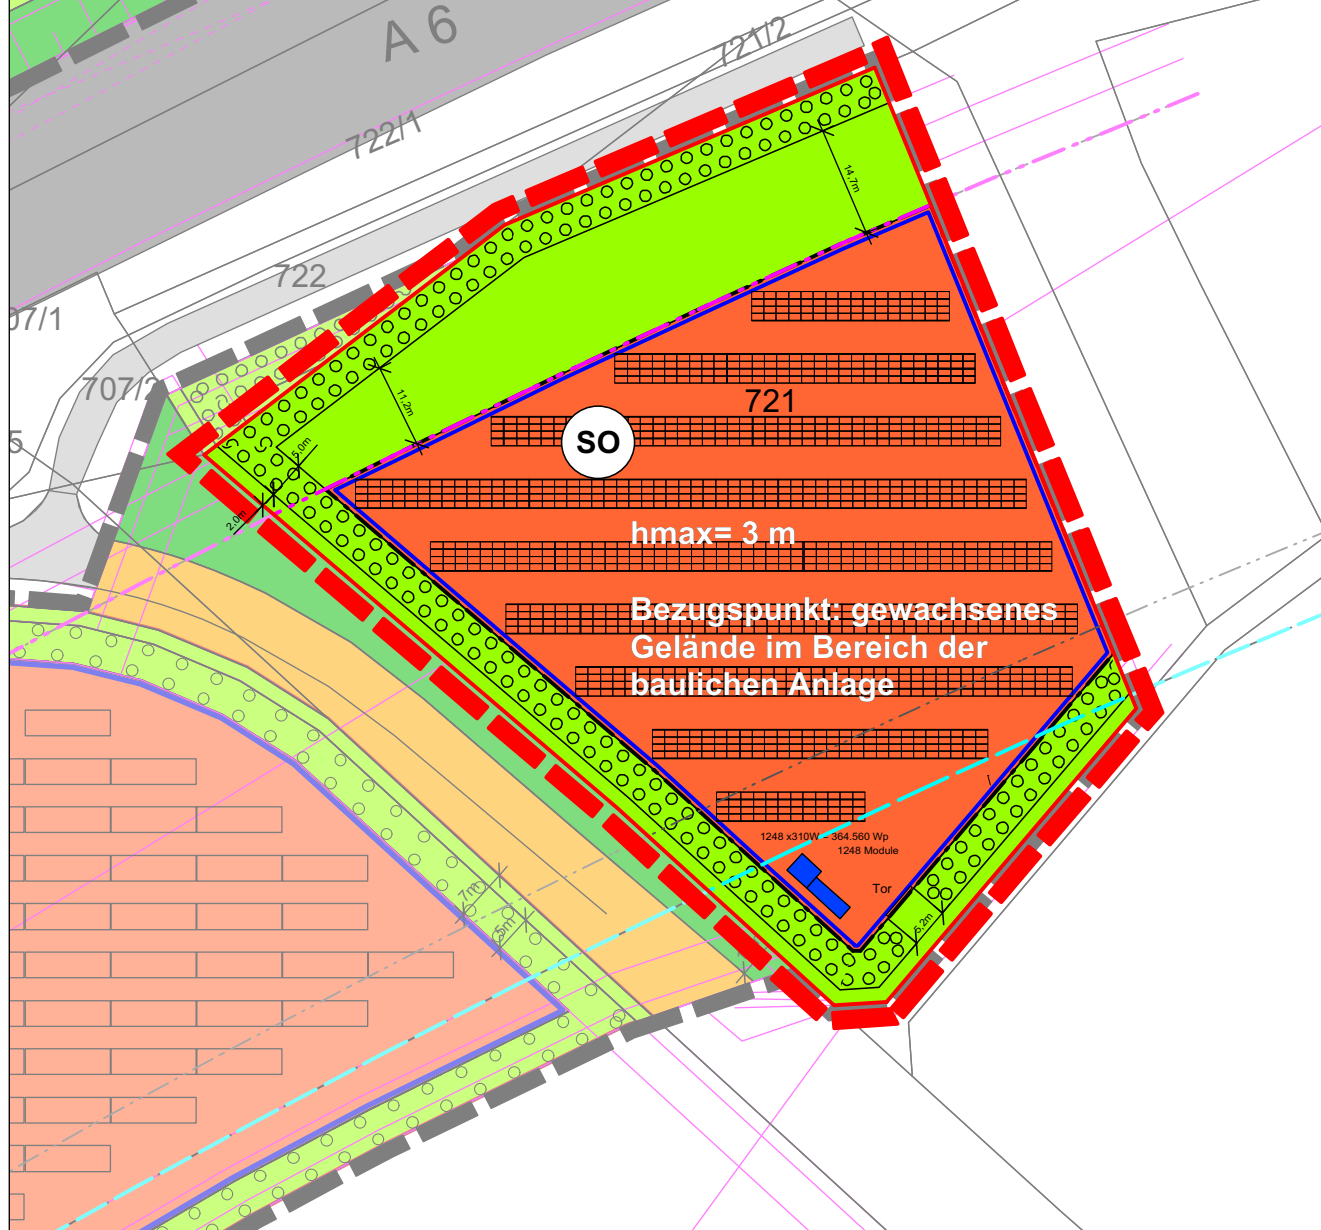 A 6
721/2
722/1
14,7m
722
07/1
707/2
721
11,2m
SO
5
5,0m
2,0m
hmax= 3 m
Bezugspunkt: gewachsenes
Gelände im Bereich der
baulichen Anlage
1248 x310W = 364.560 Wp
1248 Module
Tor
7m
5m
5,2m